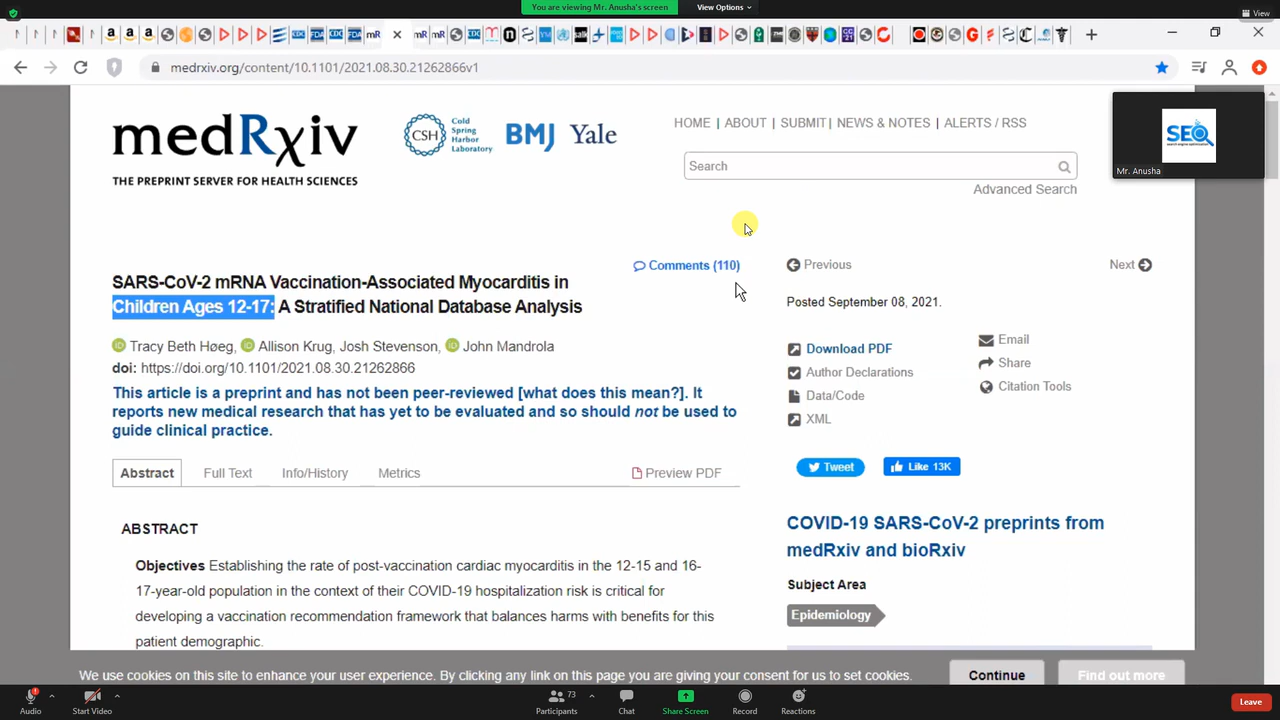 You are viewing Mr. Anusha's screen
View Options
View
medrxiv.org/content/10.1101/2021.08.30.21262866v1
medRxiv
THE PREPRINT SERVER FOR HEALTH SCIENCES
CSH
Cold
Spring
Harbor
Laboratory
BMJ
Yale
HOME | ABOUT | SUBMIT | NEWS & NOTES | ALERTS / RSS
Search
Advanced Search
SEO
Mr. Anusha
Comments (110)
Previous
Next
SARS-CoV-2 mRNA Vaccination-Associated Myocarditis in
Children Ages 12-17: A Stratified National Database Analysis
Posted September 08, 2021.
Tracy Beth Høeg, Allison Krug, Josh Stevenson, John Mandrola
doi: https://doi.org/10.1101/2021.08.30.21262866
This article is a preprint and has not been peer-reviewed [what does this mean?]. It
reports new medical research that has yet to be evaluated and so should not be used to
guide clinical practice.
Download PDF
Author Declarations
Data/Code
XML
Email
Share
Citation Tools
Tweet
Like 13K
Abstract
Full Text
Info/History
Metrics
Preview PDF
ABSTRACT
Objectives Establishing the rate of post-vaccination cardiac myocarditis in the 12-15 and 16-
17-year-old population in the context of their COVID-19 hospitalization risk is critical for
developing a vaccination recommendation framework that balances harms with benefits for this
patient demographic.
COVID-19 SARS-CoV-2 preprints from
medRxiv and bioRxiv
Subject Area
Epidemiology
We use cookies on this site to enhance your user experience. By clicking any link on this page you are giving your consent for us to set cookies.
Continue
Find out more
Audio
Start Video
73
Participants
Chat
Share Screen
Record
Reactions
Leave